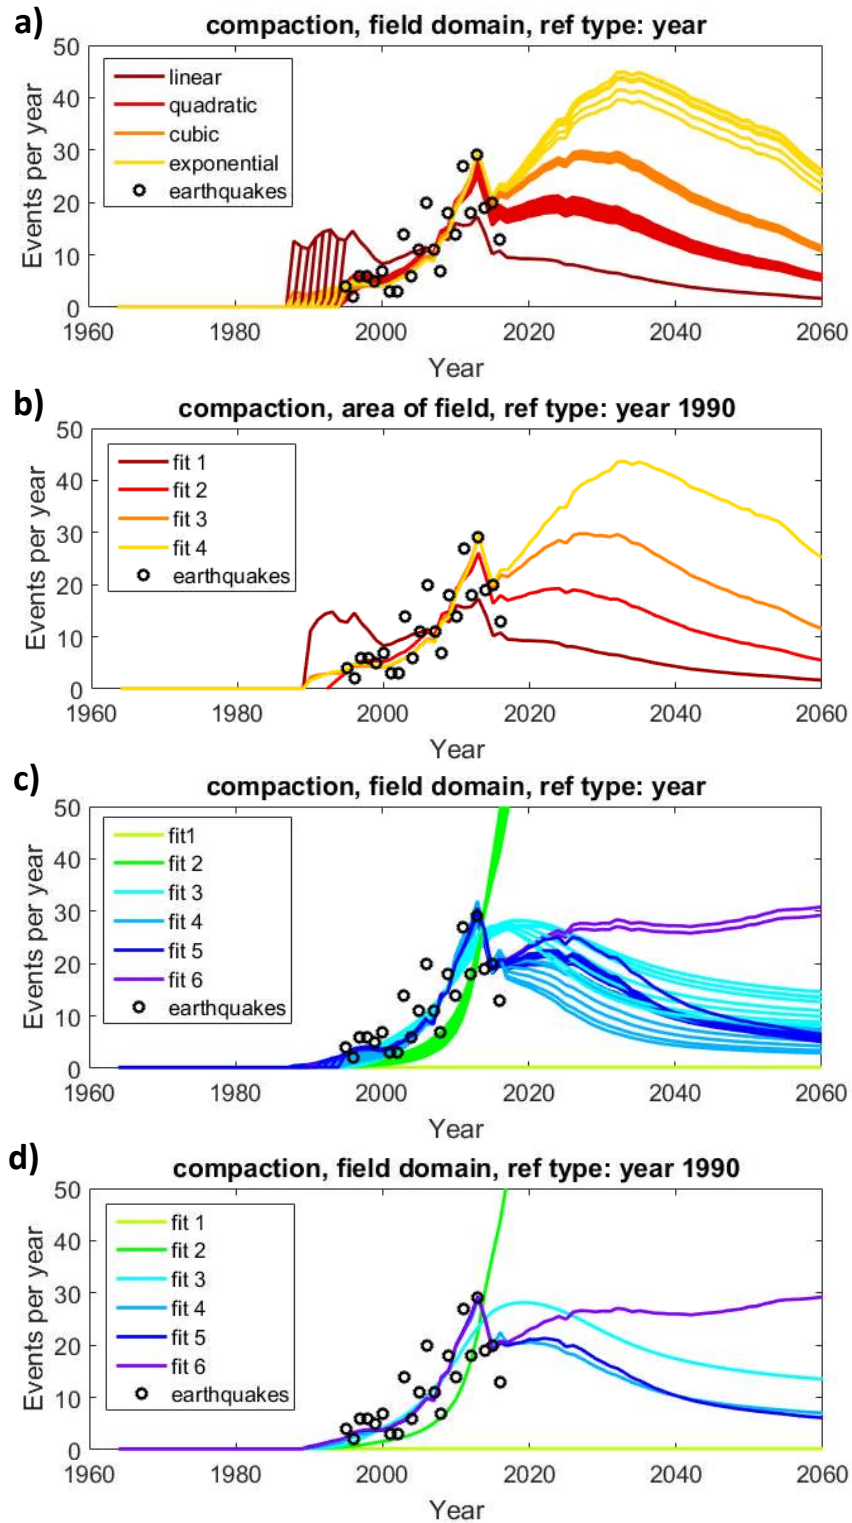 a)
compaction, field domain, ref type: year
Events per year
50
40
30
20
10
0
linear
quadratic
cubic
exponential
earthquakes
1960 1980 2000 2020 2040 2060
Year
b)
compaction, area of field, ref type: year 1990
Events per year
50
40
30
20
10
0
fit 1
fit 2
fit 3
fit 4
earthquakes
1960 1980 2000 2020 2040 2060
Year
c)
compaction, field domain, ref type: year
Events per year
50
40
30
20
10
0
fit1
fit 2
fit 3
fit 4
fit 5
fit 6
earthquakes
1960 1980 2000 2020 2040 2060
Year
d)
compaction, field domain, ref type: year 1990
Events per year
50
40
30
20
10
0
fit 1
fit 2
fit 3
fit 4
fit 5
fit 6
earthquakes
1960 1980 2000 2020 2040 2060
Year